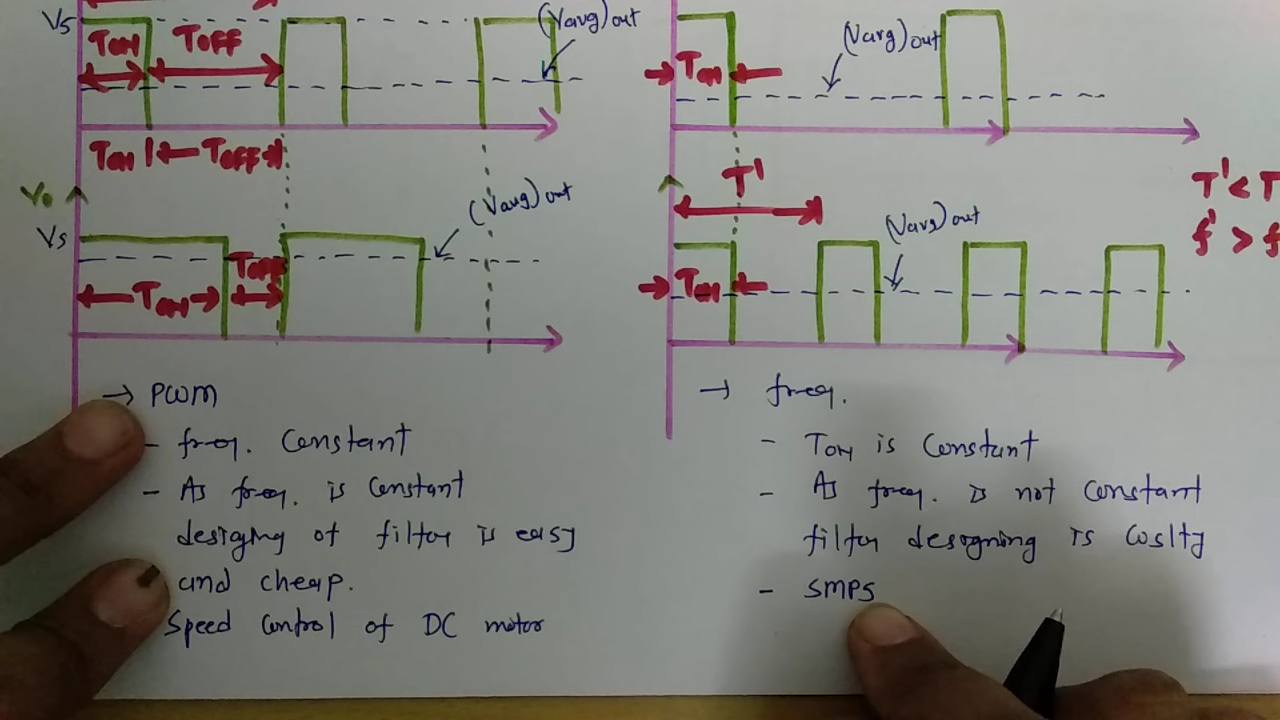 Vs
TON TOFF
(Vavg) out
TON TOFF
Vo
(Vavg) out
Vs
TOFF
TON
→ PWM
- freq. Constant
- As freq. is Constant
desiging of filter is easy
and cheap.
Speed Control of DC motor
(Vavg) out
TON
T'
T' < T
f' > f
(Vavg) out
TON
→ freq.
- TON is Constant
- As freq. is not Constant
filter designing is Coslty
- SMPS